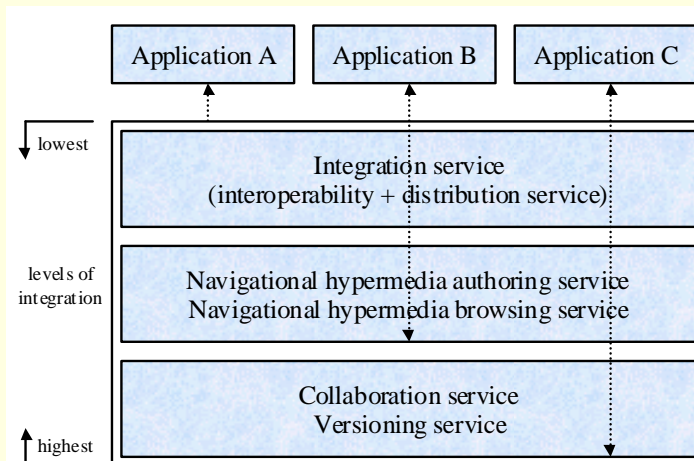 Application A
Application B
Application C
lowest
Integration service
(interoperability + distribution service)
levels of
integration
Navigational hypermedia authoring service
Navigational hypermedia browsing service
Collaboration service
Versioning service
highest